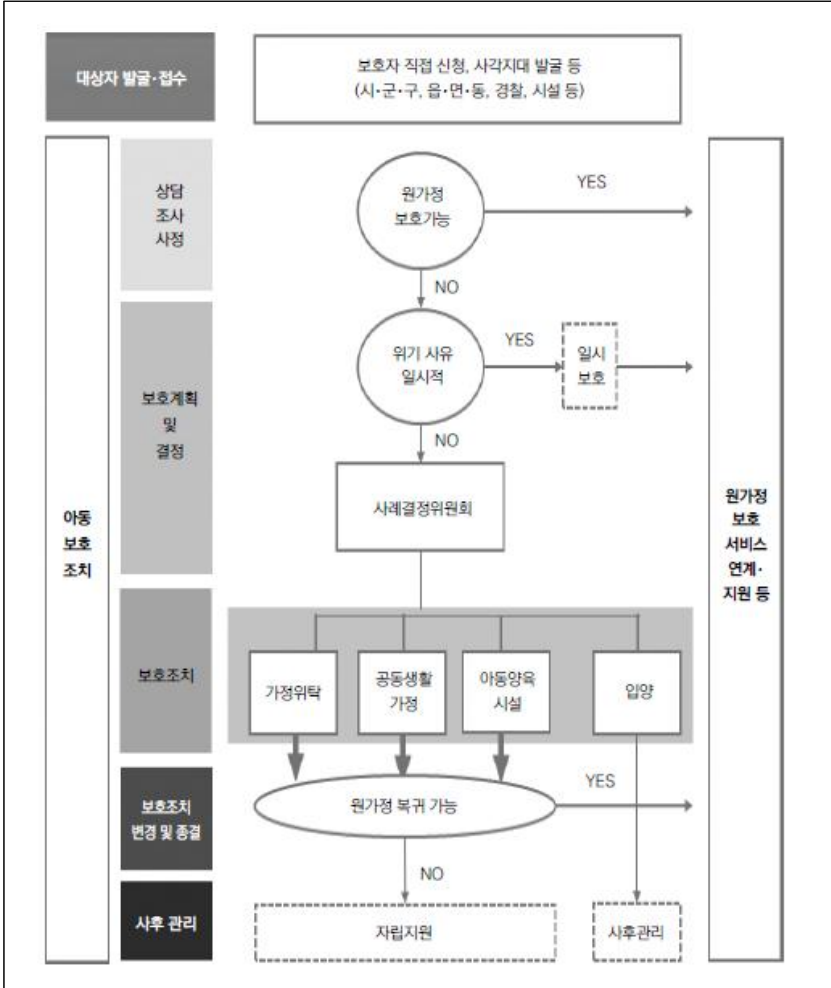 대상자 발굴·접수
보호자 직접 신청, 사각지대 발굴 등
(시·군·구, 읍·면·동, 경찰, 시설 등)
아동
보호
조치
상담
조사
사정
원가정
보호가능
YES
NO
보호계획
및
결정
위기 사유
일시적
YES
일시
보호
NO
사례결정위원회
보호조치
가정위탁
공동생활
가정
아동양육
시설
입양
보호조치
변경 및 종결
원가정 복귀 가능
YES
NO
사후 관리
자립지원
사후관리
원가정
보호
서비스
연계·
지원 등